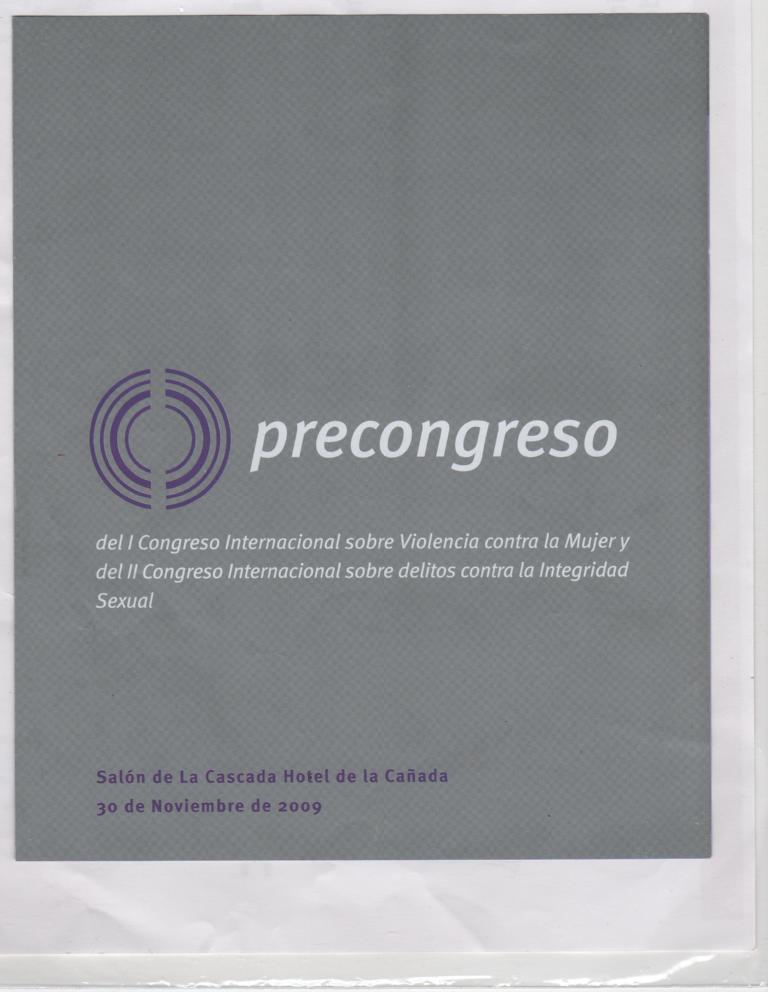 precongreso
del I Congreso Internacional sobre Violencia contra la Mujer y
del II Congreso Internacional sobre delitos contra la Integridad
Sexual
Salón de La Cascada Hotel de la Cañada
30 de Noviembre de 2009